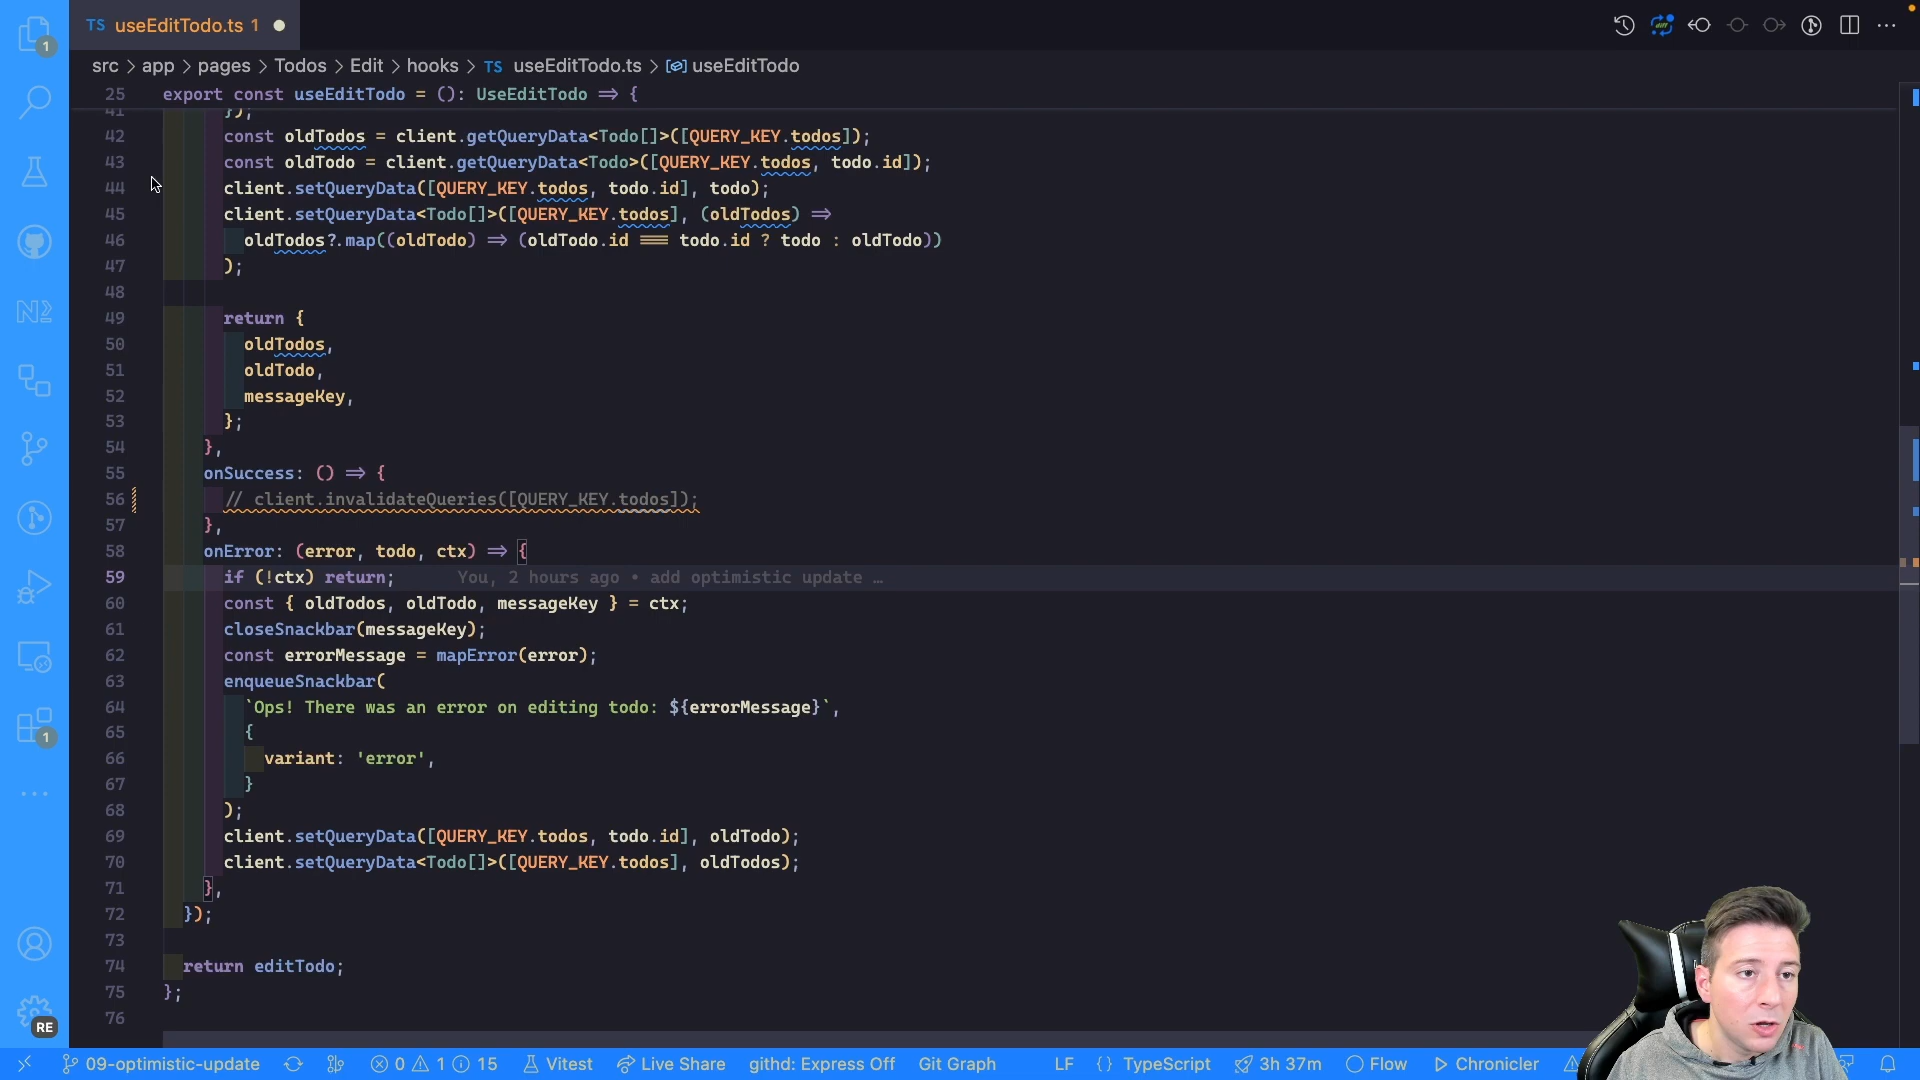 TS useEditTodo.ts 1
src > app > pages > Todos > Edit > hooks > TS useEditTodo.ts > useEditTodo
25 export const useEditTodo = (): UseEditTodo => {
41 });
42 const oldTodos = client.getQueryData<Todo[]>([QUERY_KEY.todos]);
43 const oldTodo = client.getQueryData<Todo>([QUERY_KEY.todos, todo.id]);
44 client.setQueryData([QUERY_KEY.todos, todo.id], todo);
45 client.setQueryData<Todo[]>([QUERY_KEY.todos], (oldTodos) =>
46 oldTodos?.map((oldTodo) => (oldTodo.id === todo.id ? todo : oldTodo))
47 );
48
49 return {
50 oldTodos,
51 oldTodo,
52 messageKey,
53 };
54 },
55 onSuccess: () => {
56 // client.invalidateQueries([QUERY_KEY.todos]);
57 },
58 onError: (error, todo, ctx) => {
59 if (!ctx) return; You, 2 hours ago • add optimistic update …
60 const { oldTodos, oldTodo, messageKey } = ctx;
61 closeSnackbar(messageKey);
62 const errorMessage = mapError(error);
63 enqueueSnackbar(
64 `Ops! There was an error on editing todo: ${errorMessage}`,
65 {
66 variant: 'error',
67 }
68 );
69 client.setQueryData([QUERY_KEY.todos, todo.id], oldTodo);
70 client.setQueryData<Todo[]>([QUERY_KEY.todos], oldTodos);
71 },
72 });
73
74 return editTodo;
75 };
76
1
1
RE
09-optimistic-update 0 1 15 Vitest Live Share githd: Express Off Git Graph LF {} TypeScript 3h 37m Flow Chronicler